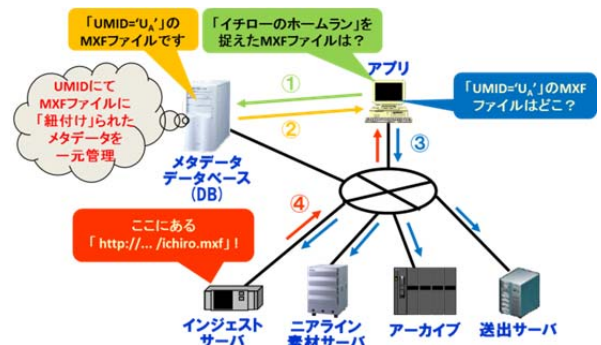 「UMID='UA'」の
MXFファイルです
「イチローのホームラン」を
捉えたMXFファイルは？
アプリ
UMIDにて
MXFファイルに
「紐付け」られた
メタデータを
一元管理
①
②
「UMID='UA'」のMXF
ファイルはどこ？
③
メタデータ
データベース
(DB)
④
ここにある
「 http://... /ichiro.mxf」！
インジェスト
サーバ
ニアライン
素材サーバ
アーカイブ
送出サーバ